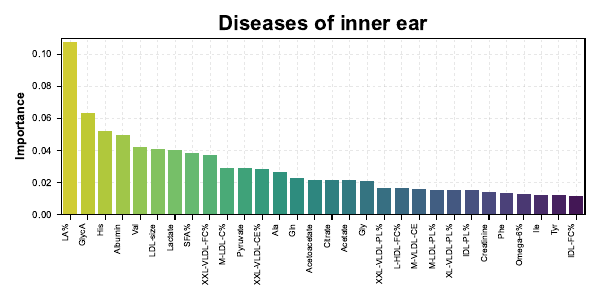 Diseases of inner ear
Importance
0.10
0.08
0.06
0.04
0.02
0.00
LA%
GlycA
His
Albumin
Val
LDL-size
Lactate
SFA%
XXL-VLDL-FC%
M-LDL-C%
Pyruvate
XXL-VLDL-CE%
Ala
Gln
Acetoacetate
Citrate
Acetate
Gly
XXL-VLDL-PL%
L-HDL-FC%
M-VLDL-CE
M-LDL-PL%
XL-VLDL-PL%
IDL-PL%
Creatinine
Phe
Omega-6%
Ile
Tyr
IDL-FC%